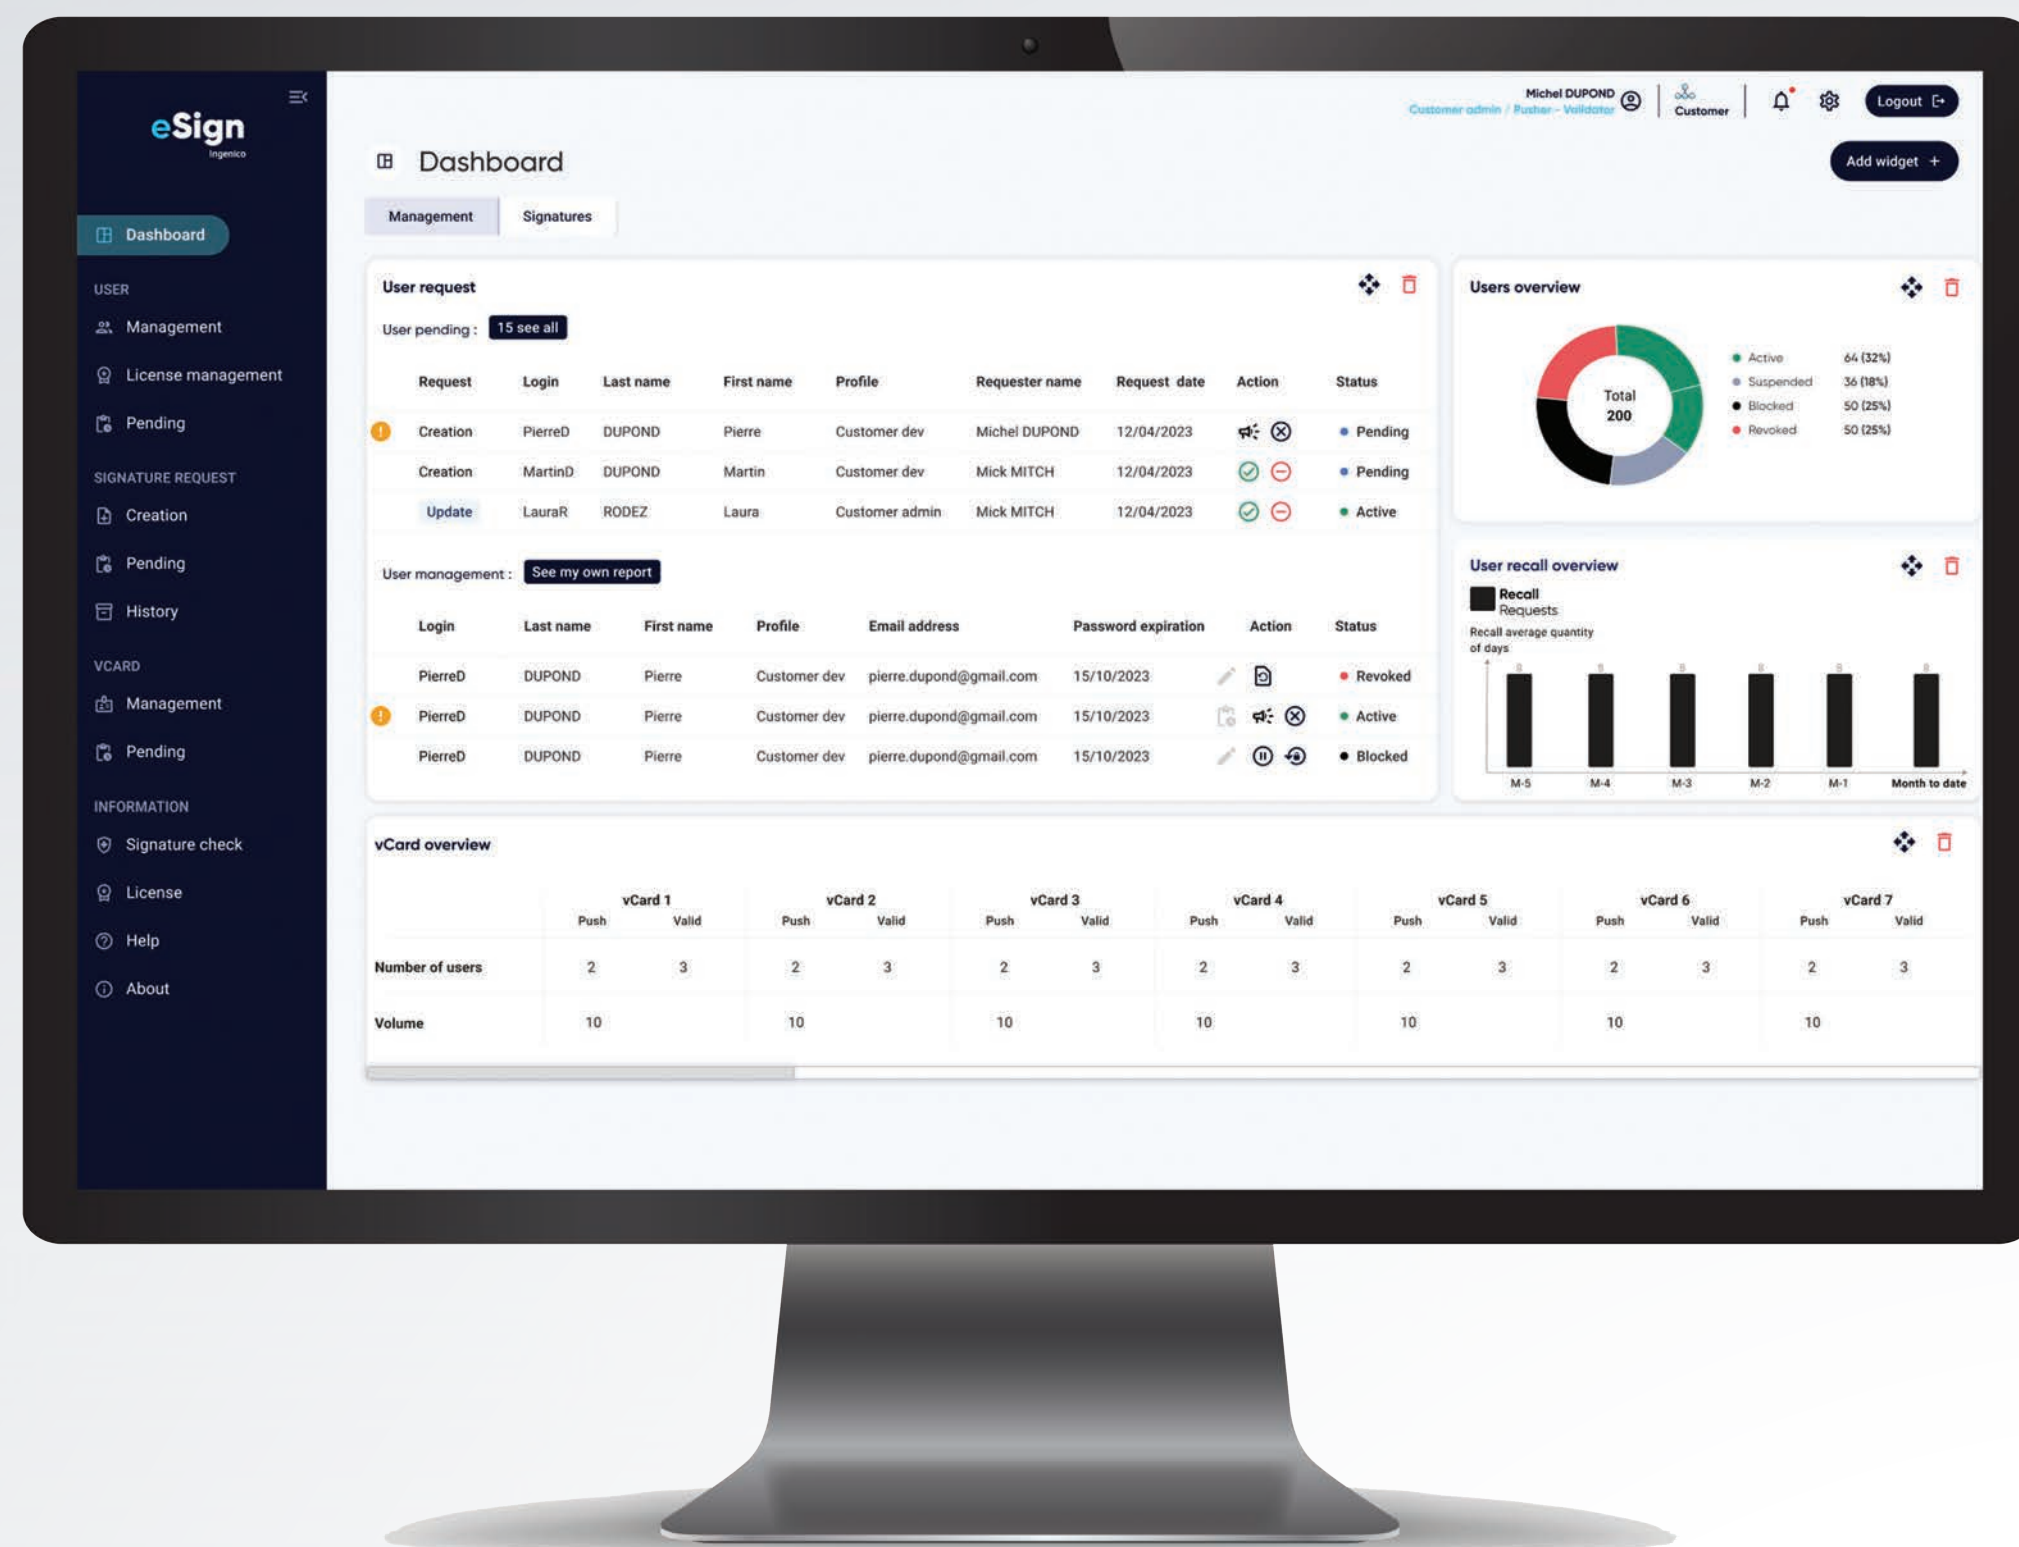 eSign
Ingenico
Dashboard
USER
Management
License management
Pending
SIGNATURE REQUEST
Creation
Pending
History
VCARD
Management
Pending
INFORMATION
Signature check
License
Help
About
Michel DUPOND
Customer admin / Pusher - Validator
Customer
Logout
Dashboard
Add widget +
Management Signatures
User request
User pending : 15 see all
Request Login Last name First name Profile Requester name Request date Action Status
Creation PierreD DUPOND Pierre Customer dev Michel DUPOND 12/04/2023 Pending
Creation MartinD DUPOND Martin Customer dev Mick MITCH 12/04/2023 Pending
Update LauraR RODEZ Laura Customer admin Mick MITCH 12/04/2023 Active
User management : See my own report
Login Last name First name Profile Email address Password expiration Action Status
PierreD DUPOND Pierre Customer dev pierre.dupond@gmail.com 15/10/2023 Revoked
PierreD DUPOND Pierre Customer dev pierre.dupond@gmail.com 15/10/2023 Active
PierreD DUPOND Pierre Customer dev pierre.dupond@gmail.com 15/10/2023 Blocked
Users overview
Total
200
Active 64 (32%)
Suspended 36 (18%)
Blocked 50 (25%)
Revoked 50 (25%)
User recall overview
Recall
Requests
Recall average quantity
of days
M-5 M-4 M-3 M-2 M-1 Month to date
vCard overview
vCard 1 vCard 2 vCard 3 vCard 4 vCard 5 vCard 6 vCard 7
Push Valid Push Valid Push Valid Push Valid Push Valid Push Valid Push Valid
Number of users 2 3 2 3 2 3 2 3 2 3 2 3 2 3
Volume 10 10 10 10 10 10 10